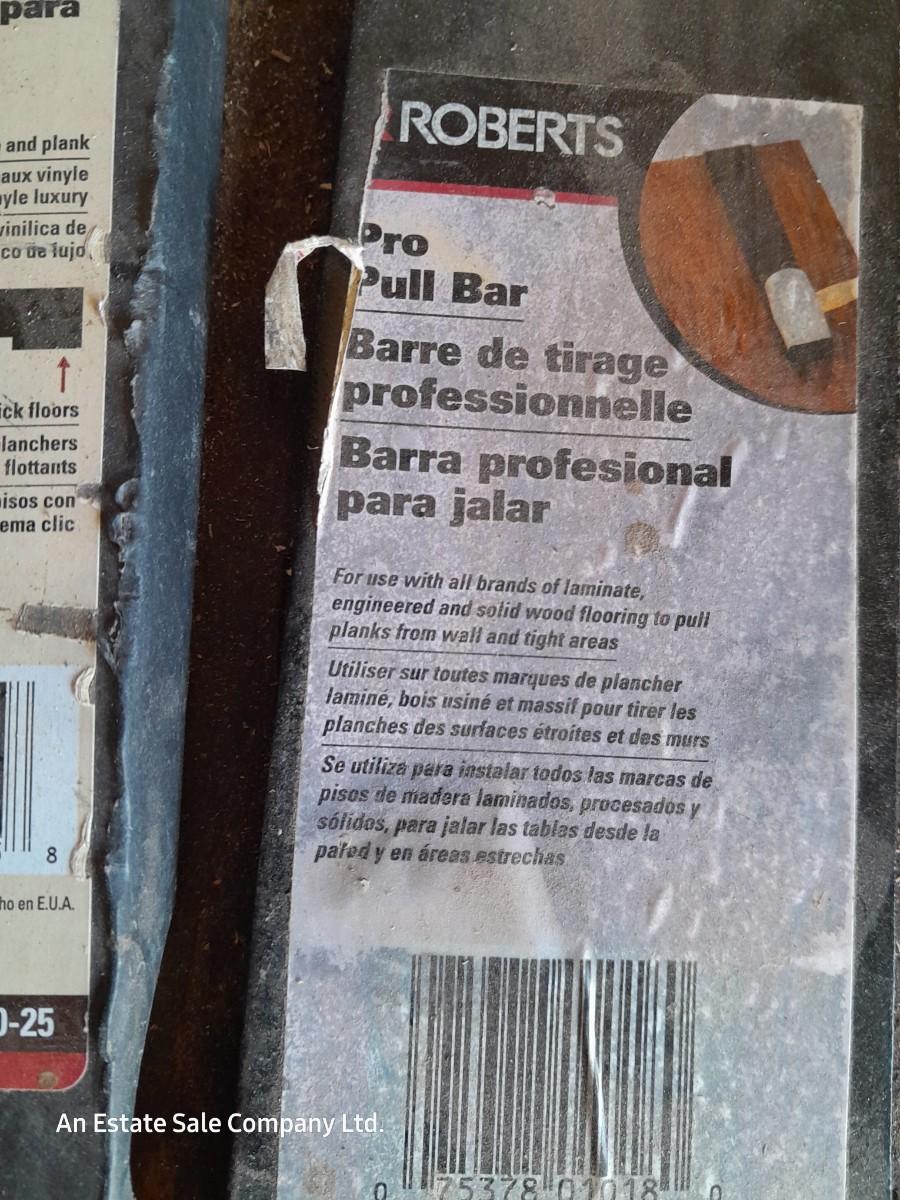 para
and plank
aux vinyle
yle luxury
vinilica de
co de lujo
ick floors
lanchers
flottants
isos con
ema clic
8
ho en E.U.A.
0-25
ROBERTS
Pro
Pull Bar
Barre de tirage
professionnelle
Barra profesional
para jalar
For use with all brands of laminate,
engineered and solid wood flooring to pull
planks from wall and tight areas
Utiliser sur toutes marques de plancher
laminé, bois usiné et massif pour tirer les
planches des surfaces étroites et des murs
Se utiliza para instalar todos las marcas de
pisos de madera laminados, procesados y
sólidos, para jalar las tablas desde la
pared y en áreas estrechas
0 75378 01018 0
An Estate Sale Company Ltd.